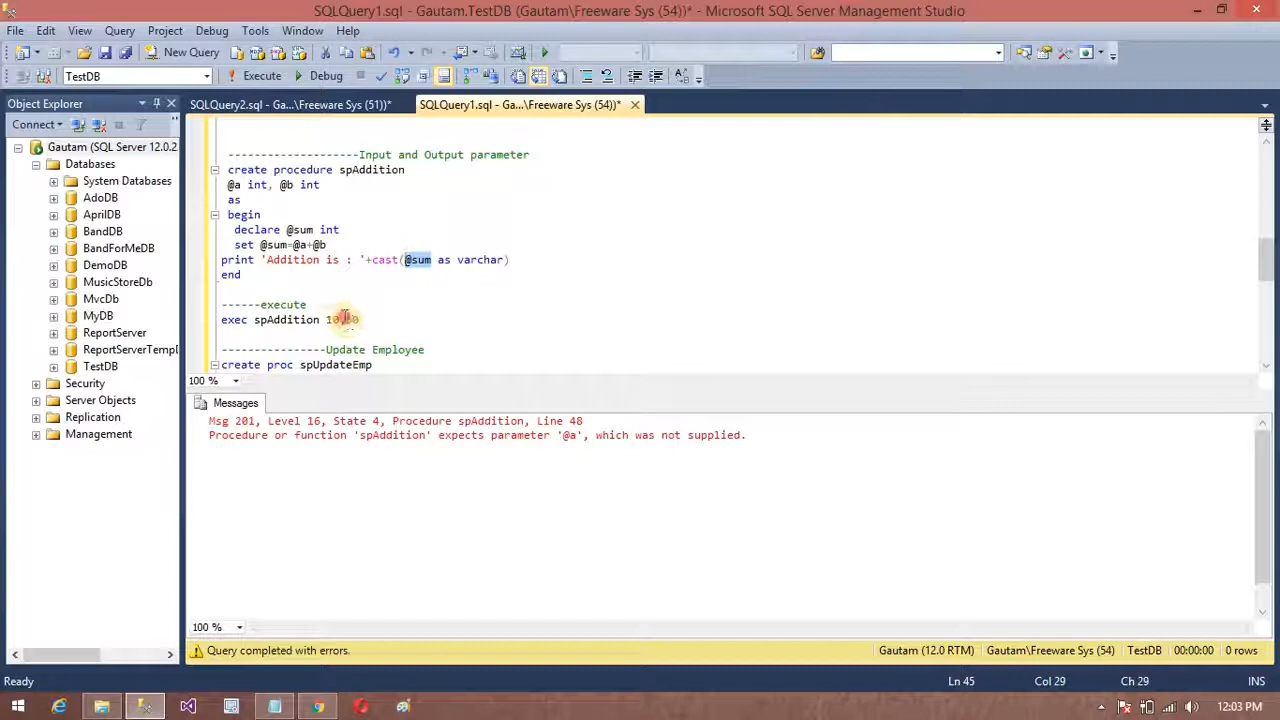 SQLQuery1.sql - Gautam.TestDB (Gautam\Freeware Sys (54))* - Microsoft SQL Server Management Studio
File Edit View Query Project Debug Tools Window Help
New Query
TestDB Execute Debug
Object Explorer
SQLQuery2.sql - Ga...\Freeware Sys (51))*
SQLQuery1.sql - Ga...\Freeware Sys (54))*
Connect
Gautam (SQL Server 12.0.2
Databases
System Databases
AdoDB
AprilDB
BandDB
BandForMeDB
DemoDB
MusicStoreDb
MvcDb
MyDB
ReportServer
ReportServerTempl
TestDB
Security
Server Objects
Replication
Management
--------------------Input and Output parameter
create procedure spAddition
@a int, @b int
as
begin
declare @sum int
set @sum=@a+@b
print 'Addition is : '+cast(@sum as varchar)
end
------execute
exec spAddition
----------------Update Employee
create proc spUpdateEmp
100 %
Messages
Msg 201, Level 16, State 4, Procedure spAddition, Line 48
Procedure or function 'spAddition' expects parameter '@a', which was not supplied.
100 %
Query completed with errors.
Gautam (12.0 RTM) Gautam\Freeware Sys (54) TestDB 00:00:00 0 rows
Ready Ln 45 Col 29 Ch 29 INS
12:03 PM